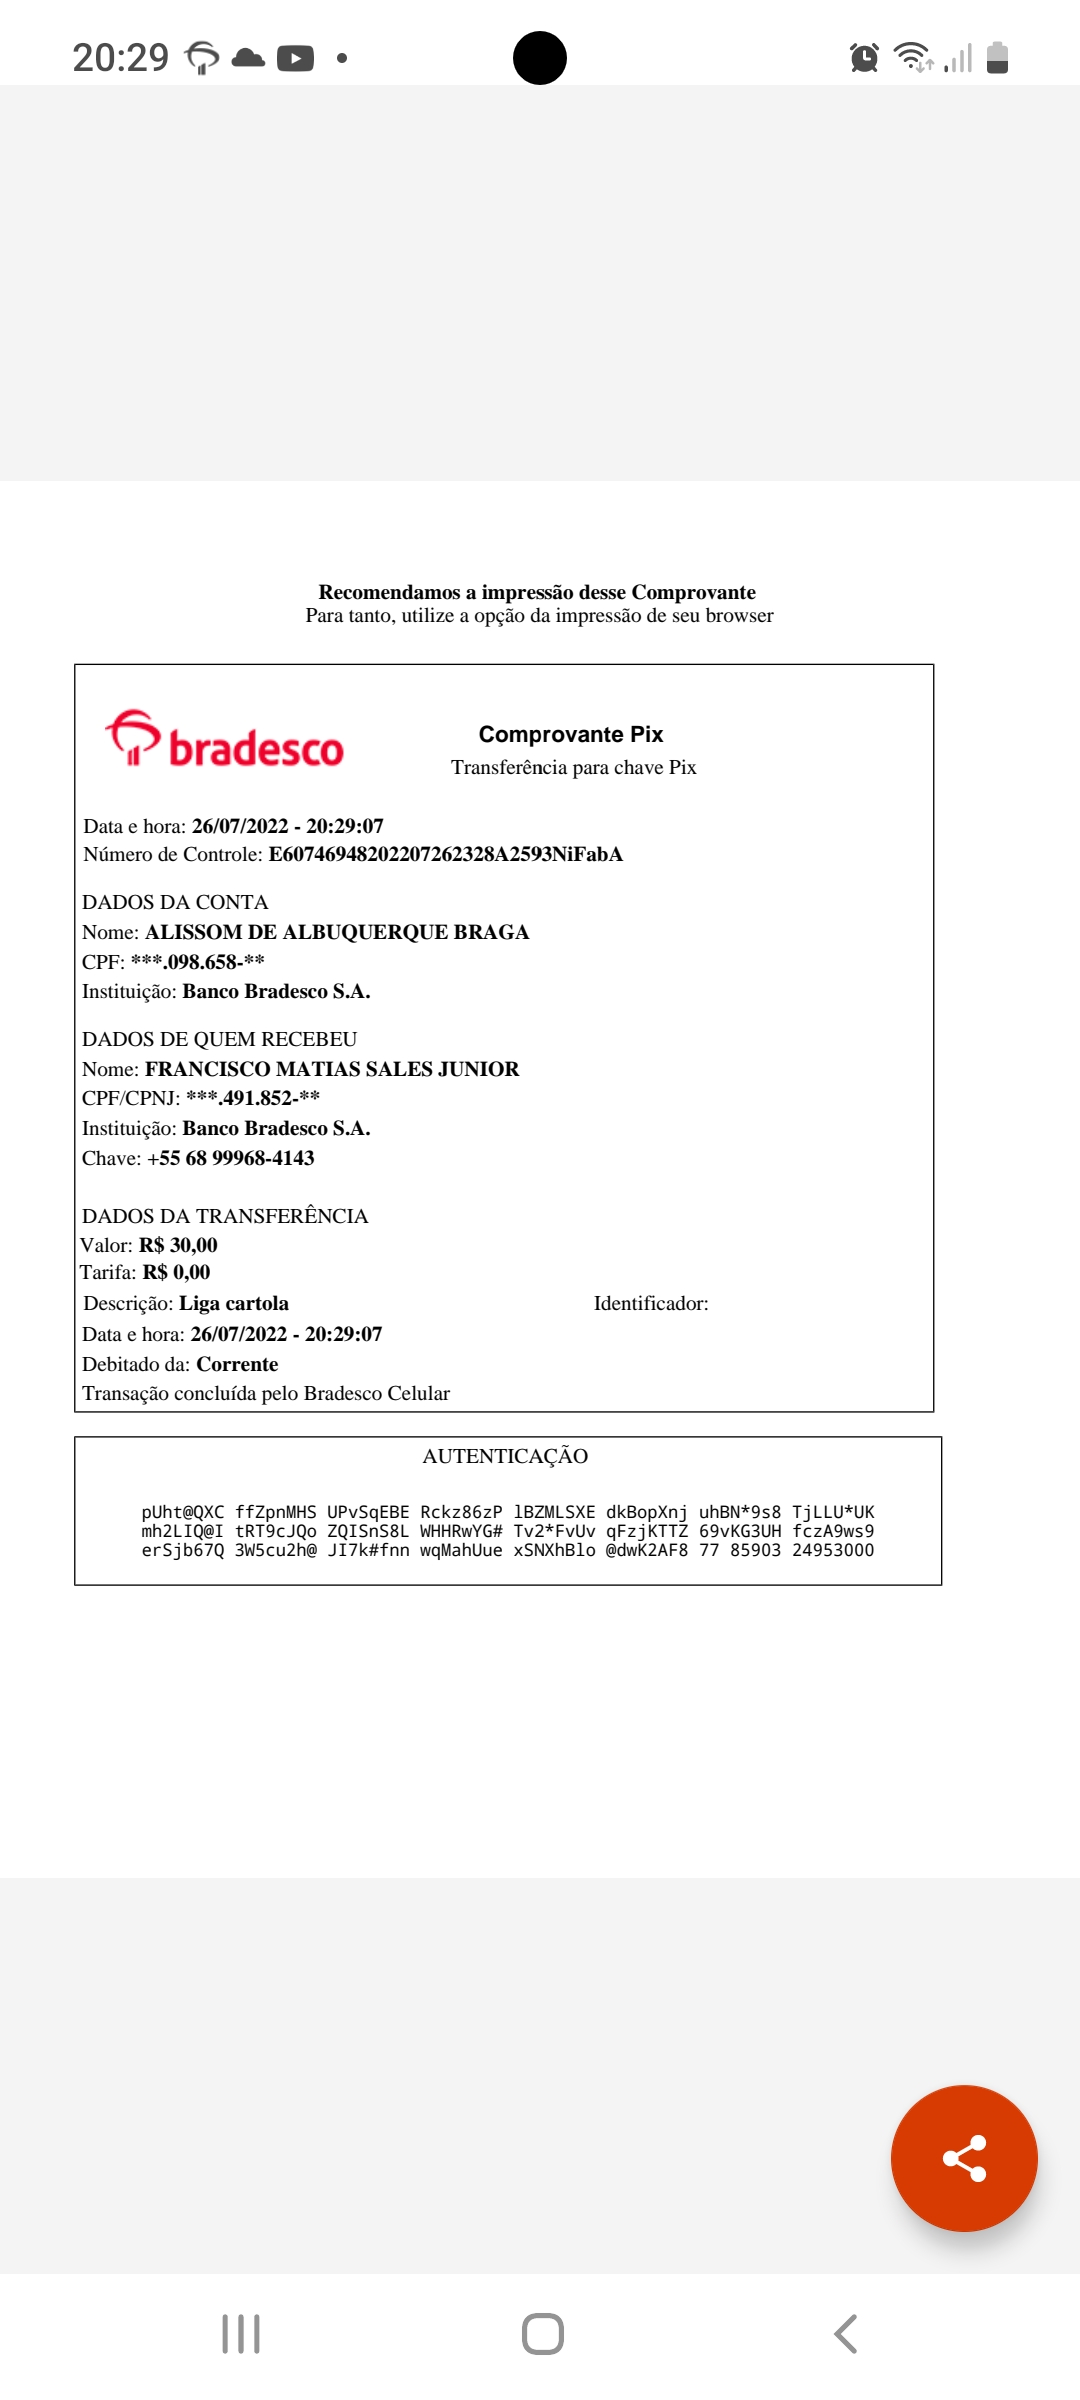 20:29
Recomendamos a impressão desse Comprovante
Para tanto, utilize a opção da impressão de seu browser
bradesco
Comprovante Pix
Transferência para chave Pix
Data e hora: 26/07/2022 - 20:29:07
Número de Controle: E60746948202207262328A2593NiFabA
DADOS DA CONTA
Nome: ALISSOM DE ALBUQUERQUE BRAGA
CPF: ***.098.658-**
Instituição: Banco Bradesco S.A.
DADOS DE QUEM RECEBEU
Nome: FRANCISCO MATIAS SALES JUNIOR
CPF/CPNJ: ***.491.852-**
Instituição: Banco Bradesco S.A.
Chave: +55 68 99968-4143
DADOS DA TRANSFERÊNCIA
Valor: R$ 30,00
Tarifa: R$ 0,00
Descrição: Liga cartola Identificador:
Data e hora: 26/07/2022 - 20:29:07
Debitado da: Corrente
Transação concluída pelo Bradesco Celular
AUTENTICAÇÃO
pUht@QXC ffZpnMHS UPvSqEBE Rckz86zP lBZMLSXE dkBopXnj uhBN*9s8 TjLLU*UK
mh2LIQ@I tRT9cJQo ZQISnS8L WHHRwYG# Tv2*FvUv qFzjKTTZ 69vKG3UH fczA9ws9
erSjb67Q 3W5cu2h@ JI7k#fnn wqMahUue xSNXhBlo @dwK2AF8 77 85903 24953000